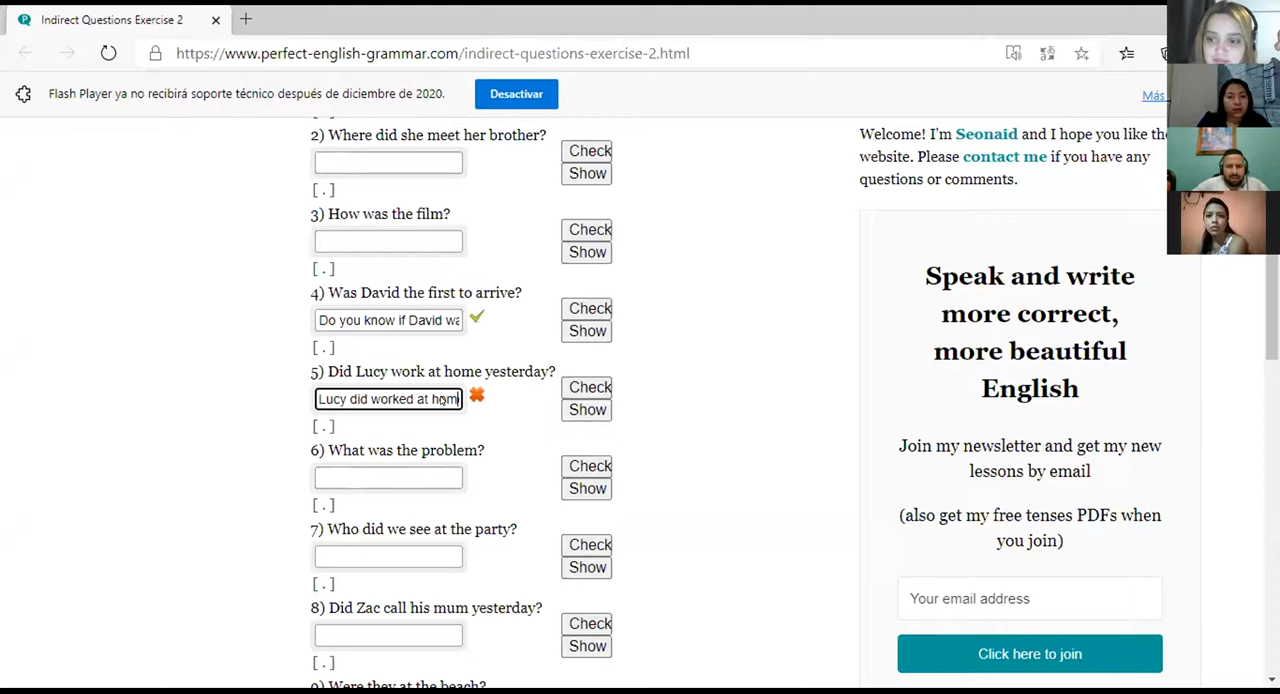 Indirect Questions Exercise 2
https://www.perfect-english-grammar.com/indirect-questions-exercise-2.html
Flash Player ya no recibirá soporte técnico después de diciembre de 2020.
Desactivar
Más
2) Where did she meet her brother?
Check
Show
[ . ]
3) How was the film?
Check
Show
[ . ]
4) Was David the first to arrive?
Do you know if David wa
Check
Show
[ . ]
5) Did Lucy work at home yesterday?
Lucy did worked at hom
Check
Show
[ . ]
6) What was the problem?
Check
Show
[ . ]
7) Who did we see at the party?
Check
Show
[ . ]
8) Did Zac call his mum yesterday?
Check
Show
[ . ]
9) Were they at the beach?
Welcome! I'm Seonaid and I hope you like the
website. Please contact me if you have any
questions or comments.
Speak and write
more correct,
more beautiful
English
Join my newsletter and get my new
lessons by email
(also get my free tenses PDFs when
you join)
Your email address
Click here to join